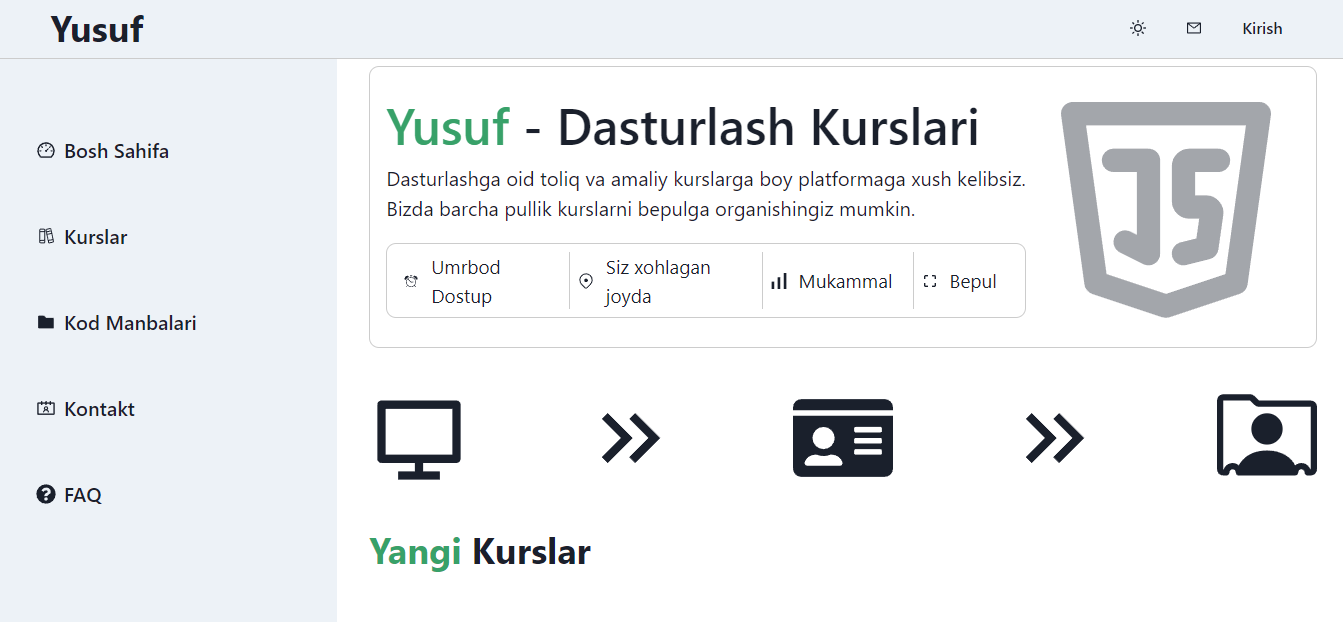 Yusuf
Kirish
Bosh Sahifa
Kurslar
Kod Manbalari
Kontakt
FAQ
Yusuf - Dasturlash Kurslari
Dasturlashga oid toliq va amaliy kurslarga boy platformaga xush kelibsiz.
Bizda barcha pullik kurslarni bepulga organishingiz mumkin.
Umrbod
Dostup
Siz xohlagan
joyda
Mukammal
Bepul
JS
Yangi Kurslar